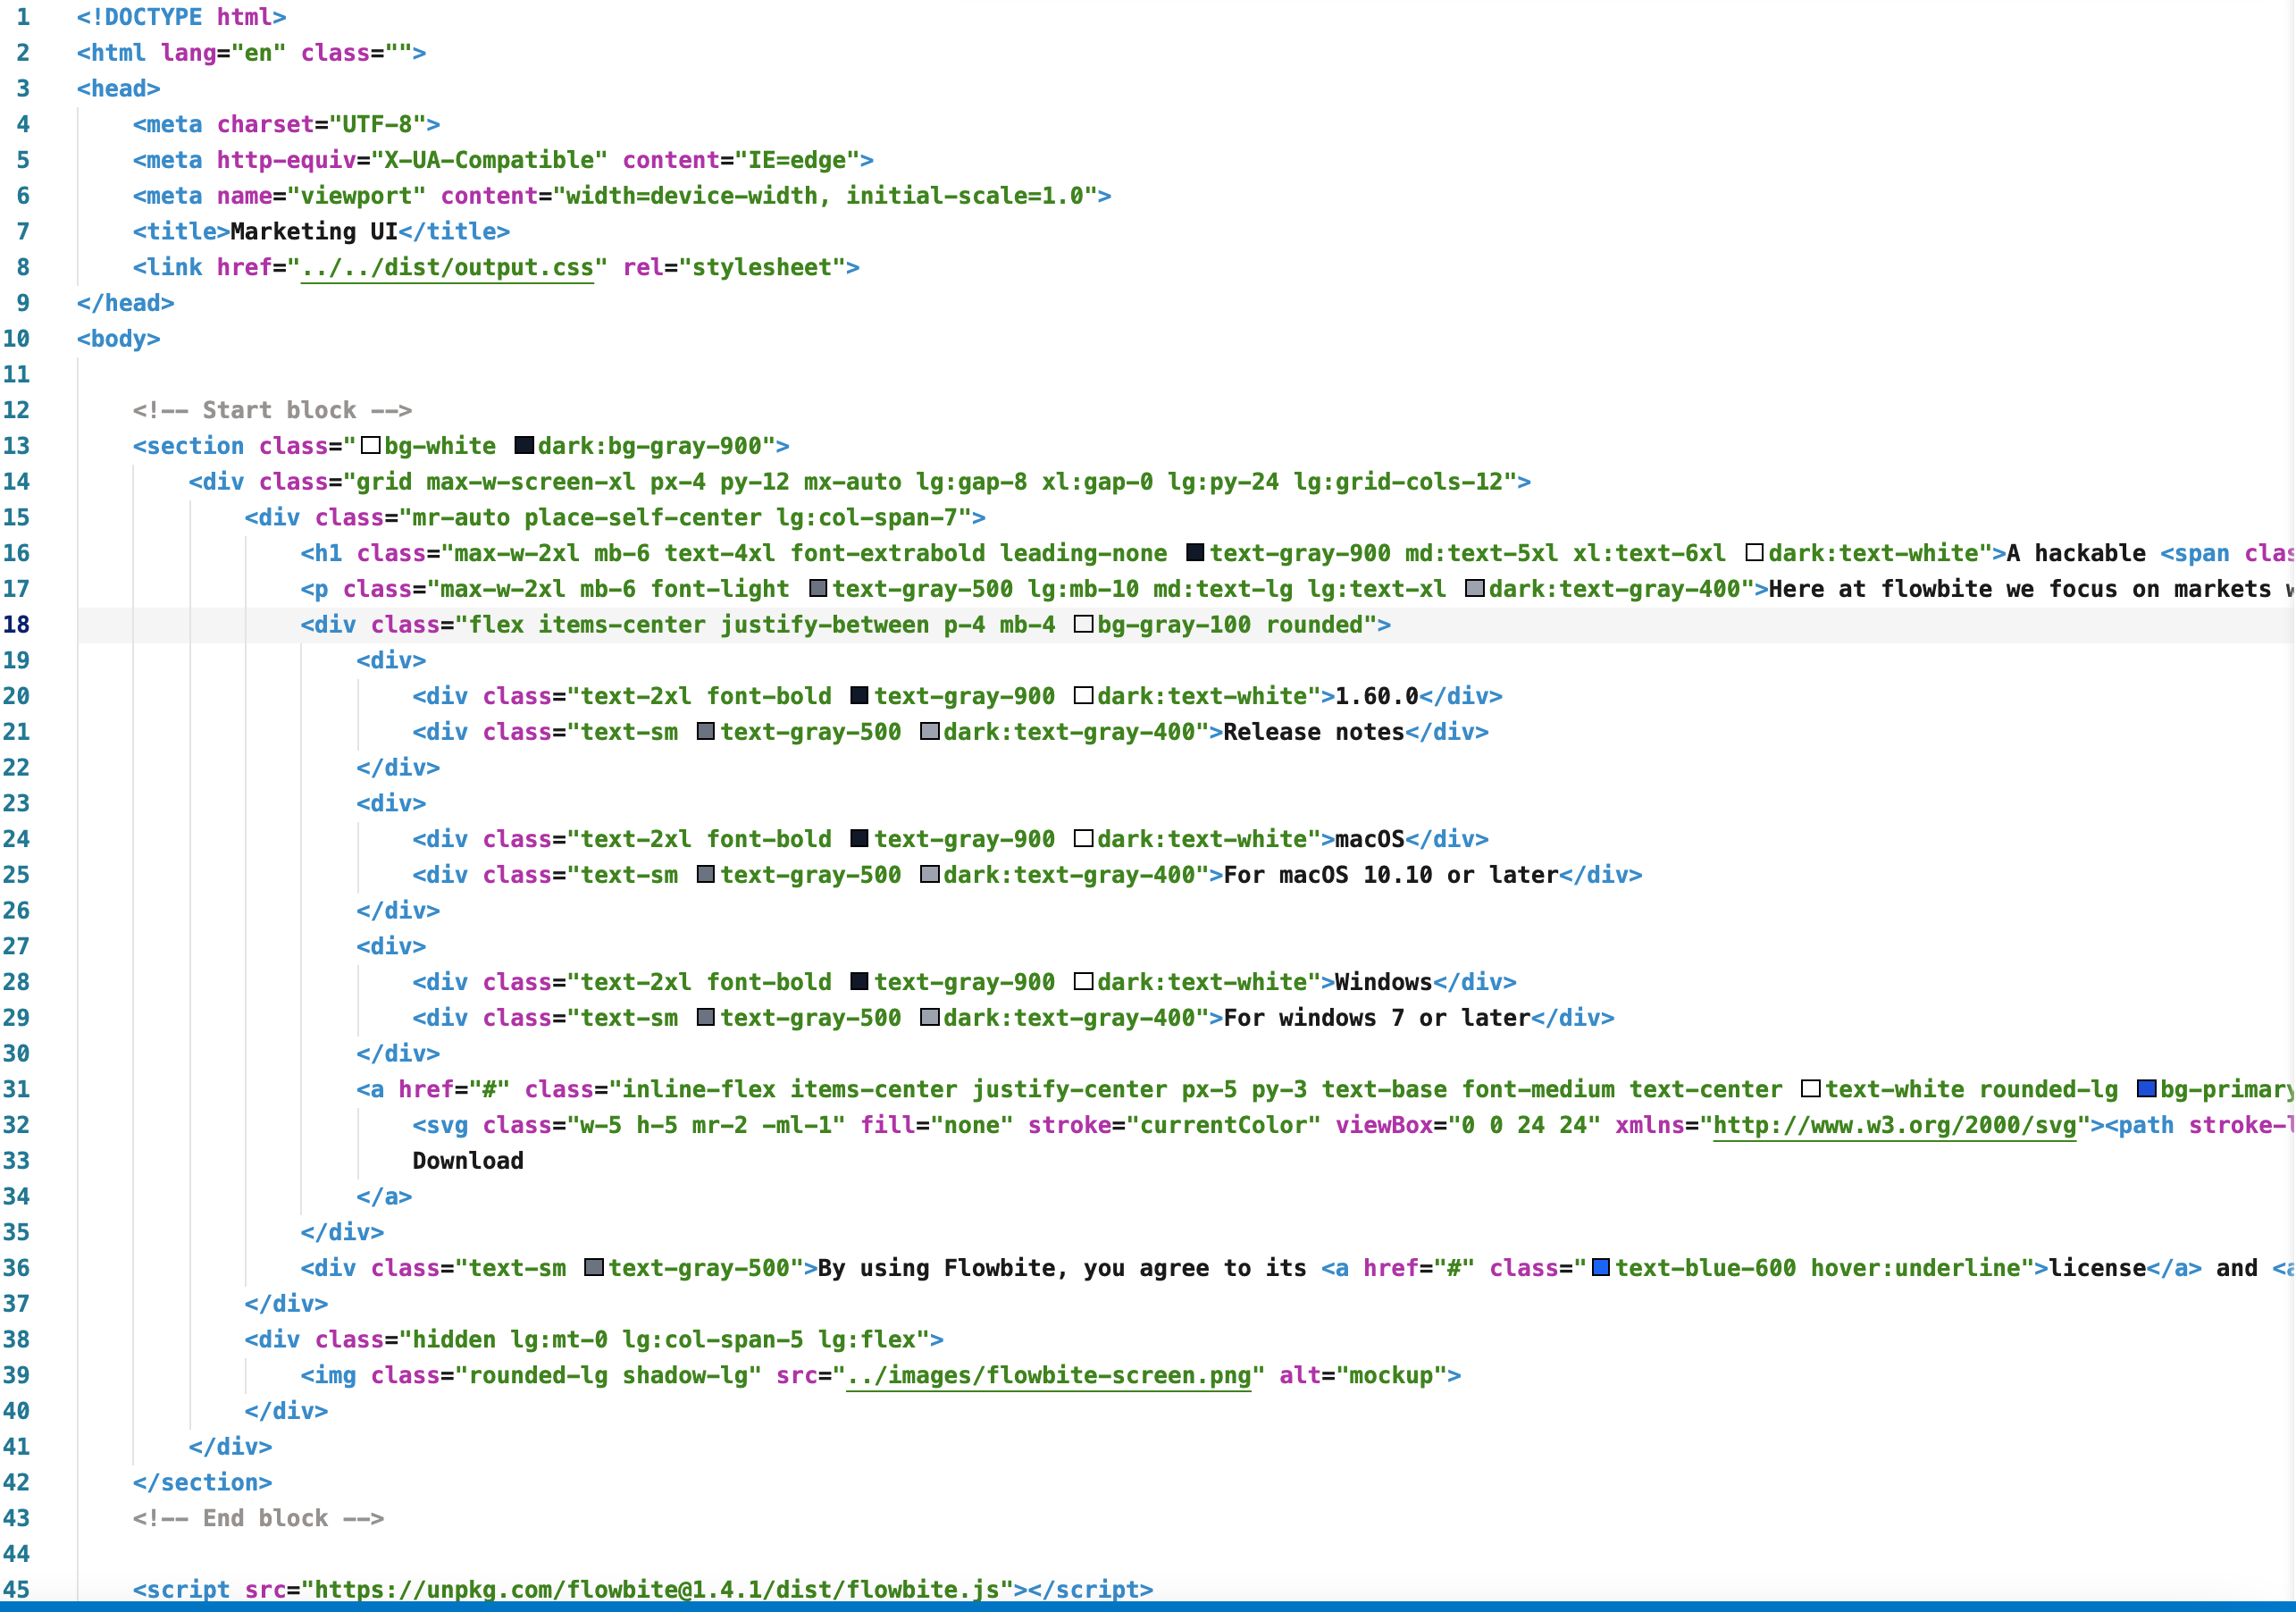 1 <!DOCTYPE html>
2 <html lang="en" class="">
3 <head>
4 <meta charset="UTF-8">
5 <meta http-equiv="X-UA-Compatible" content="IE=edge">
6 <meta name="viewport" content="width=device-width, initial-scale=1.0">
7 <title>Marketing UI</title>
8 <link href="../../dist/output.css" rel="stylesheet">
9 </head>
10 <body>
11
12 <!-- Start block -->
13 <section class="bg-white dark:bg-gray-900">
14 <div class="grid max-w-screen-xl px-4 py-12 mx-auto lg:gap-8 xl:gap-0 lg:py-24 lg:grid-cols-12">
15 <div class="mr-auto place-self-center lg:col-span-7">
16 <h1 class="max-w-2xl mb-6 text-4xl font-extrabold leading-none text-gray-900 md:text-5xl xl:text-6xl dark:text-white">A hackable <span clas
17 <p class="max-w-2xl mb-6 font-light text-gray-500 lg:mb-10 md:text-lg lg:text-xl dark:text-gray-400">Here at flowbite we focus on markets
18 <div class="flex items-center justify-between p-4 mb-4 bg-gray-100 rounded">
19 <div>
20 <div class="text-2xl font-bold text-gray-900 dark:text-white">1.60.0</div>
21 <div class="text-sm text-gray-500 dark:text-gray-400">Release notes</div>
22 </div>
23 <div>
24 <div class="text-2xl font-bold text-gray-900 dark:text-white">macOS</div>
25 <div class="text-sm text-gray-500 dark:text-gray-400">For macOS 10.10 or later</div>
26 </div>
27 <div>
28 <div class="text-2xl font-bold text-gray-900 dark:text-white">Windows</div>
29 <div class="text-sm text-gray-500 dark:text-gray-400">For windows 7 or later</div>
30 </div>
31 <a href="#" class="inline-flex items-center justify-center px-5 py-3 text-base font-medium text-center text-white rounded-lg bg-primary
32 <svg class="w-5 h-5 mr-2 -ml-1" fill="none" stroke="currentColor" viewBox="0 0 24 24" xmlns="http://www.w3.org/2000/svg"><path stroke-l
33 Download
34 </a>
35 </div>
36 <div class="text-sm text-gray-500">By using Flowbite, you agree to its <a href="#" class="text-blue-600 hover:underline">license</a> and <a
37 </div>
38 <div class="hidden lg:mt-0 lg:col-span-5 lg:flex">
39 <img class="rounded-lg shadow-lg" src="../images/flowbite-screen.png" alt="mockup">
40 </div>
41 </div>
42 </section>
43 <!-- End block -->
44
45 <script src="https://unpkg.com/flowbite@1.4.1/dist/flowbite.js"></script>